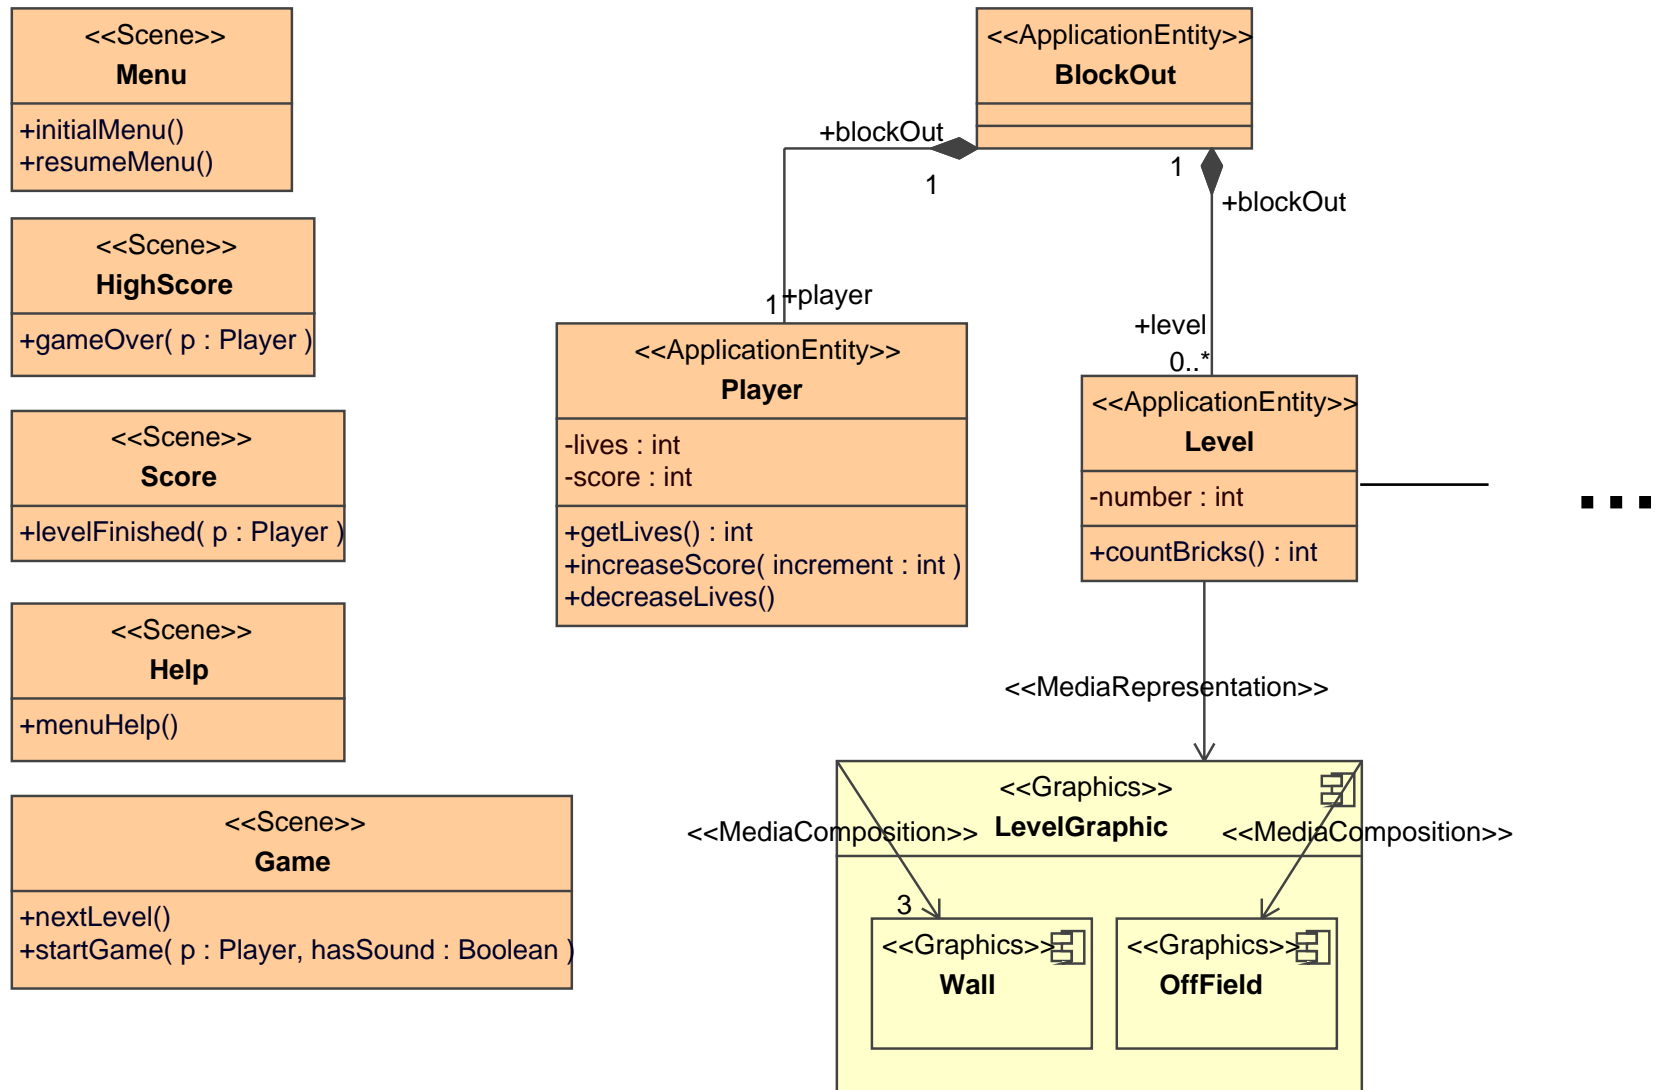 <<Scene>>
Menu
+initialMenu()
+resumeMenu()
<<Scene>>
HighScore
+gameOver( p : Player )
<<Scene>>
Score
+levelFinished( p : Player )
<<Scene>>
Help
+menuHelp()
<<Scene>>
Game
+nextLevel()
+startGame( p : Player, hasSound : Boolean )
<<ApplicationEntity>>
BlockOut
+blockOut
1
1
+blockOut
1
+player
+level
0..*
<<ApplicationEntity>>
Player
-lives : int
-score : int
+getLives() : int
+increaseScore( increment : int )
+decreaseLives()
<<ApplicationEntity>>
Level
-number : int
+countBricks() : int
...
<<MediaRepresentation>>
<<Graphics>>
LevelGraphic
<<MediaComposition>>
<<MediaComposition>>
3
<<Graphics>>
Wall
<<Graphics>>
OffField